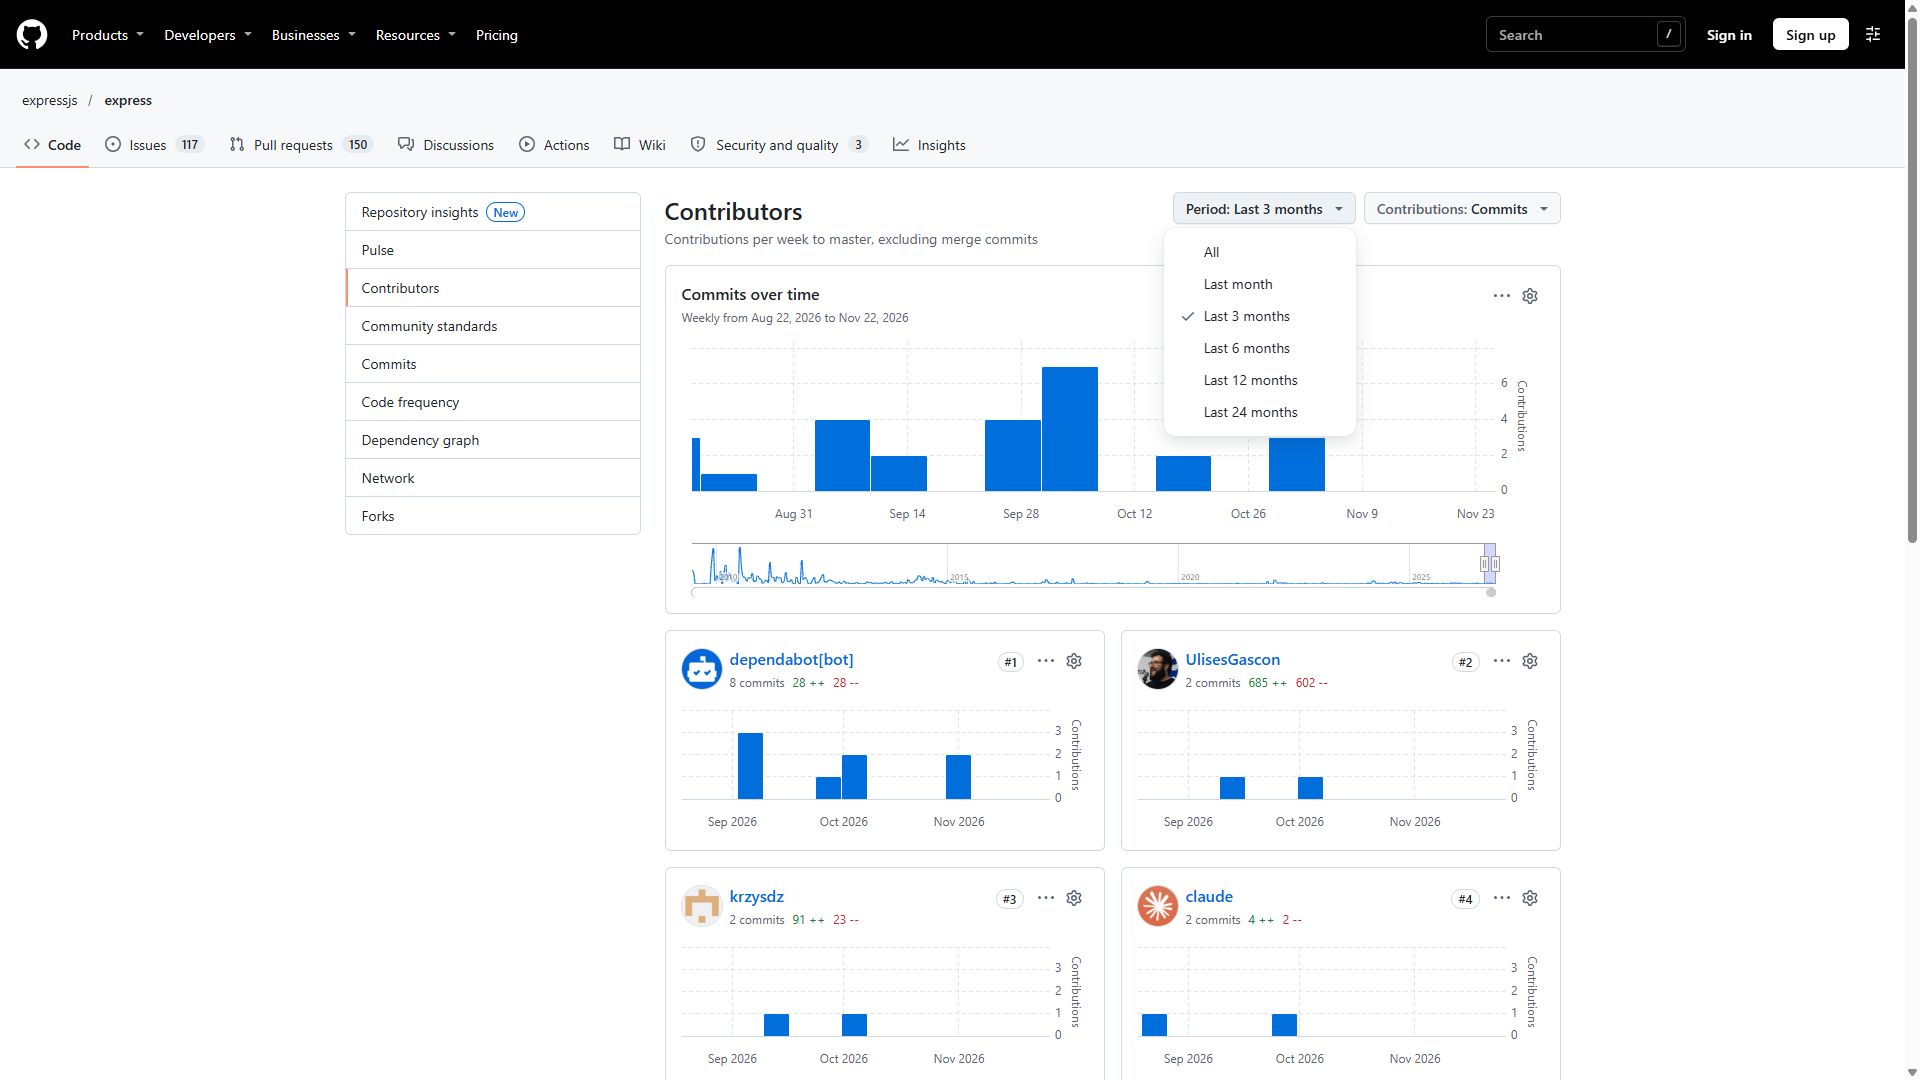 Products Developers Businesses Resources Pricing Search / Sign in Sign up
expressjs / express
Code Issues 117 Pull requests 150 Discussions Actions Wiki Security and quality 3 Insights
Repository insights New
Pulse
Contributors
Community standards
Commits
Code frequency
Dependency graph
Network
Forks
Contributors
Contributions per week to master, excluding merge commits
Period: Last 3 months
Contributions: Commits
All
Last month
Last 3 months
Last 6 months
Last 12 months
Last 24 months
Commits over time
Weekly from Aug 22, 2026 to Nov 22, 2026
6
4
2
0
Contributions
Aug 31 Sep 14 Sep 28 Oct 12 Oct 26 Nov 9 Nov 23
2010 2015 2020 2025
dependabot[bot] #1
8 commits 28 ++ 28 --
3
2
1
0
Contributions
Sep 2026 Oct 2026 Nov 2026
UlisesGascon #2
2 commits 685 ++ 602 --
3
2
1
0
Contributions
Sep 2026 Oct 2026 Nov 2026
krzysdz #3
2 commits 91 ++ 23 --
3
2
1
0
Contributions
Sep 2026 Oct 2026 Nov 2026
claude #4
2 commits 4 ++ 2 --
3
2
1
0
Contributions
Sep 2026 Oct 2026 Nov 2026